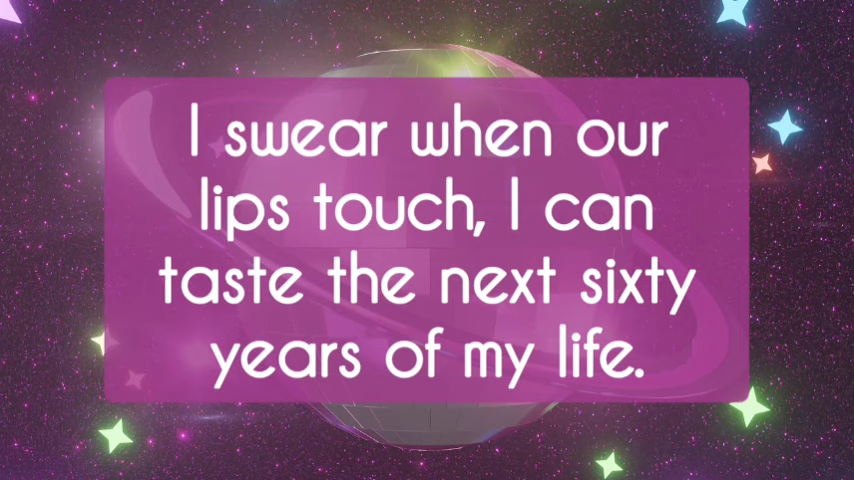 I swear when our
lips touch, I can
taste the next sixty
years of my life.